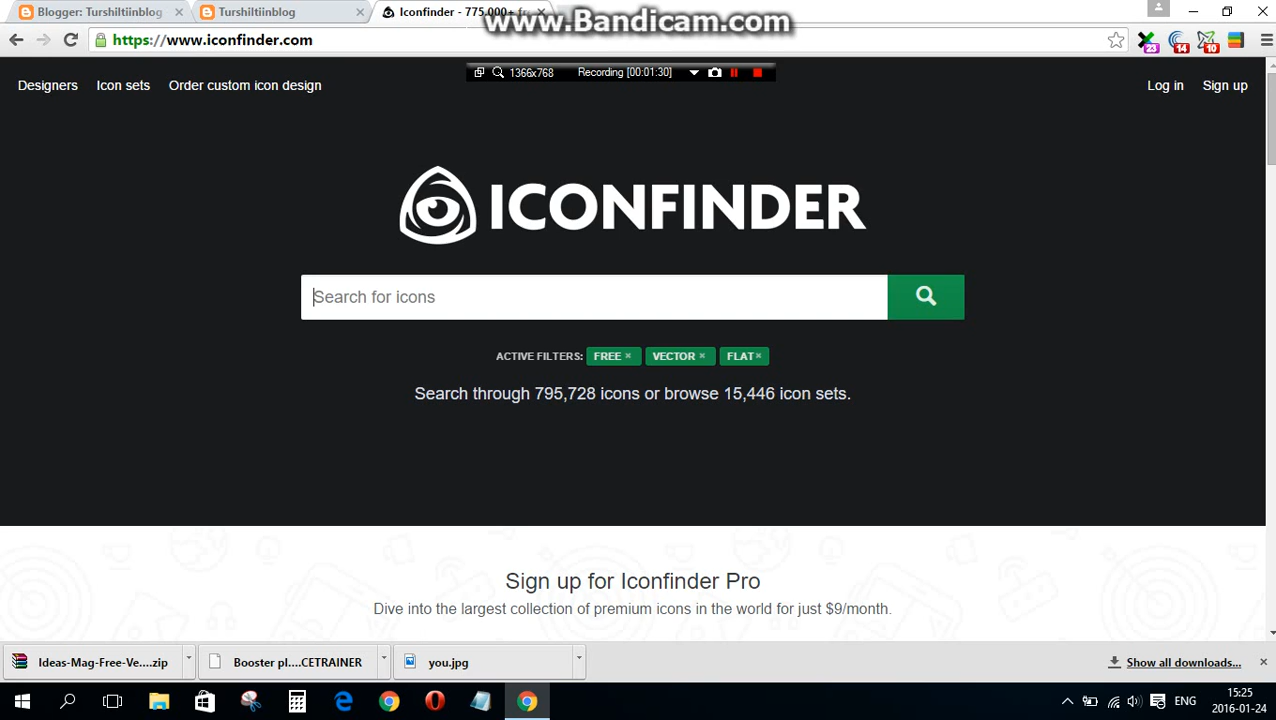 Blogger: Turshiltiinblog
Turshiltiinblog
Iconfinder - 775,000+ fr
www.Bandicam.com
https://www.iconfinder.com
23
14
10
1366x768
Recording [00:01:30]
Designers
Icon sets
Order custom icon design
Log in
Sign up
ICONFINDER
Search for icons
ACTIVE FILTERS: FREE × VECTOR × FLAT ×
Search through 795,728 icons or browse 15,446 icon sets.
Sign up for Iconfinder Pro
Dive into the largest collection of premium icons in the world for just $9/month.
Ideas-Mag-Free-Ve....zip
Booster pl....CETRAINER
you.jpg
Show all downloads...
ENG
15:25
2016-01-24